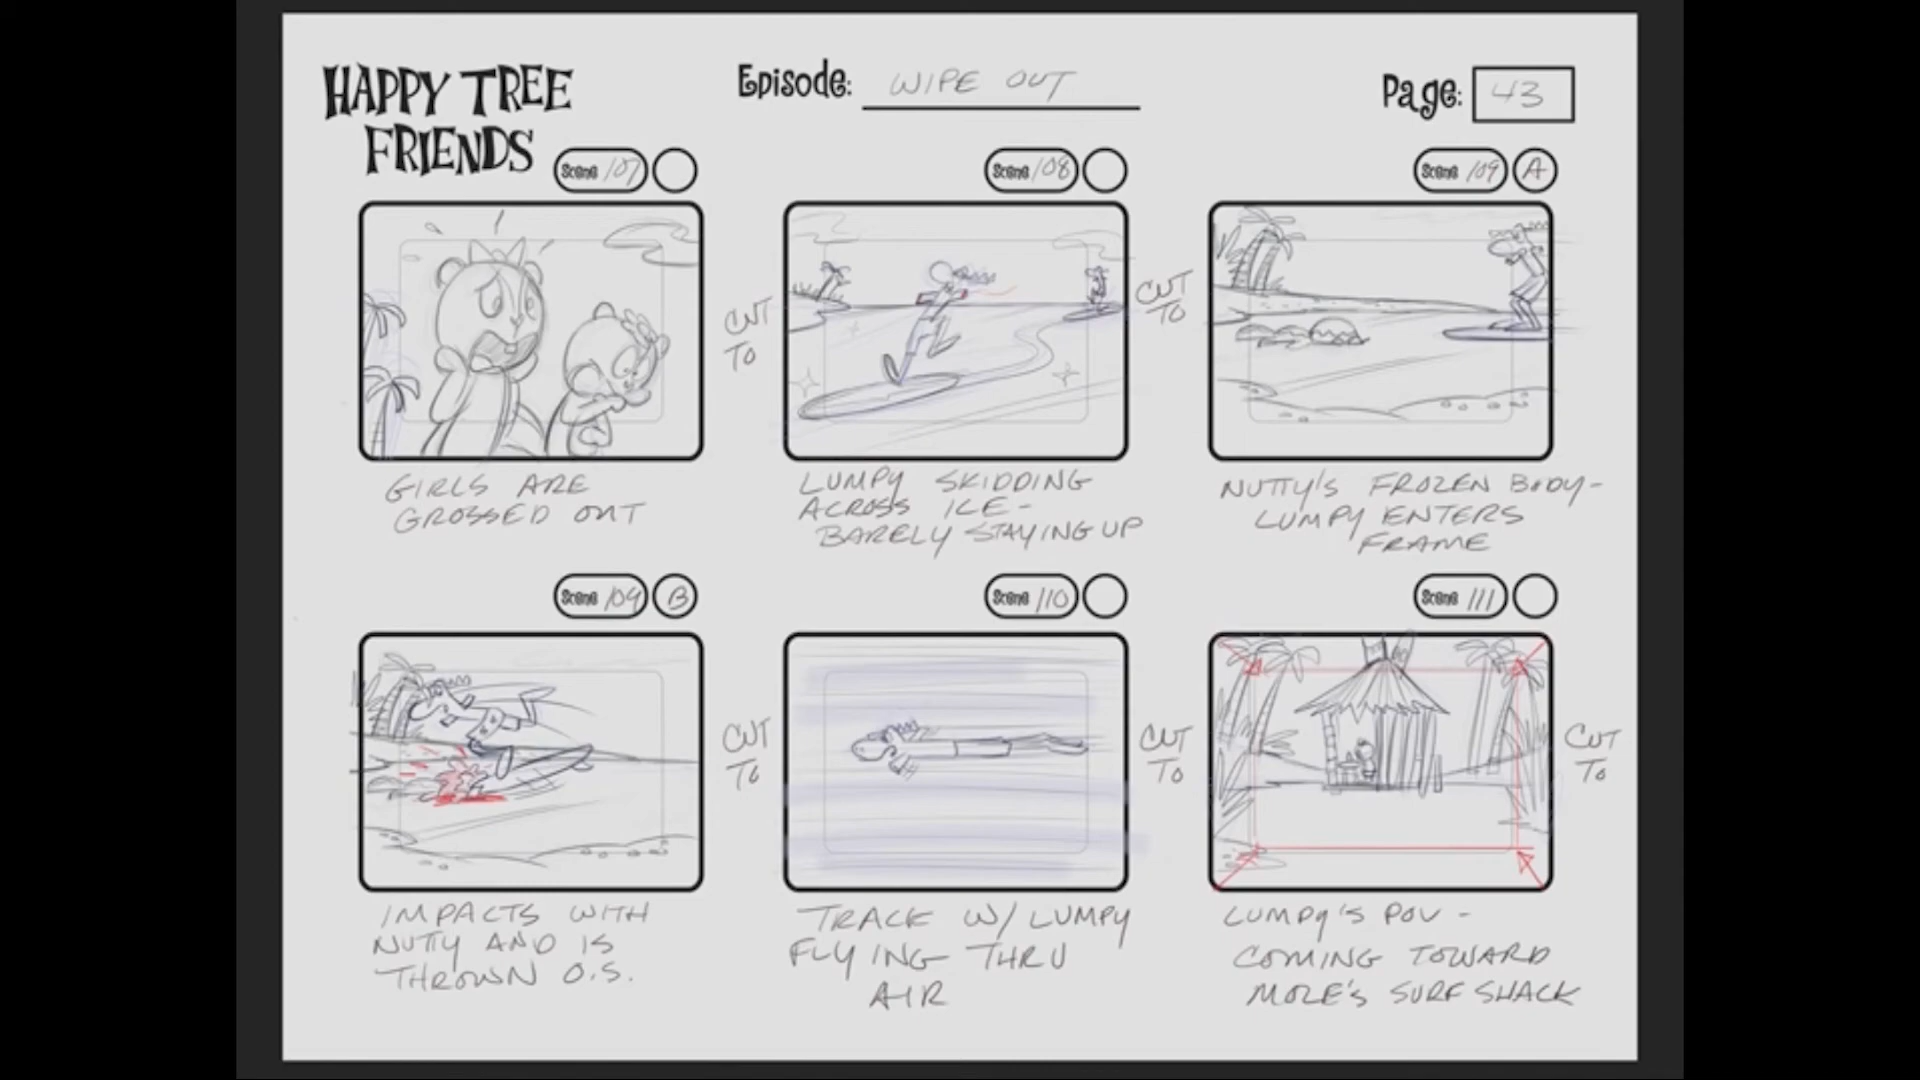 HAPPY TREE
FRIENDS
Episode: WIPE OUT
Page: 43
Scene 107
Scene 108
Scene 109 A
CUT
TO
CUT
TO
GIRLS ARE
GROSSED OUT
LUMPY SKIDDING
ACROSS ICE-
BARELY STAYING UP
NUTTY'S FROZEN BODY-
LUMPY ENTERS
FRAME
Scene 109 B
Scene 110
Scene 111
CUT
TO
CUT
TO
CUT
TO
IMPACTS WITH
NUTTY AND IS
THROWN O.S.
TRACK W/ LUMPY
FLYING THRU
AIR
LUMPY'S POV -
COMING TOWARD
MOLE'S SURF SHACK